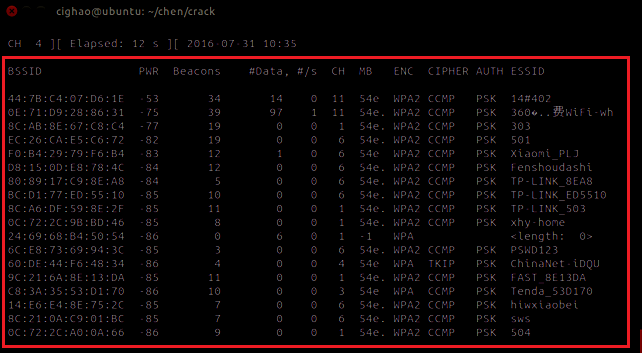 cighao@ubuntu: ~/chen/crack
CH 4 ][ Elapsed: 12 s ][ 2016-07-31 10:35
BSSID PWR Beacons #Data, #/s CH MB ENC CIPHER AUTH ESSID
44:7B:C4:07:D6:1E -53 34 14 0 11 54e WPA2 CCMP PSK 14#402
0E:71:D9:28:86:31 -75 39 97 1 11 54e. WPA2 CCMP PSK 360�..费WiFi-wh
8C:AB:8E:67:C8:C4 -77 19 0 0 1 54e. WPA2 CCMP PSK 303
EC:26:CA:E5:C6:72 -82 19 0 0 6 54e. WPA2 CCMP PSK 501
F0:B4:29:79:F6:B4 -83 12 1 0 6 54e. WPA2 CCMP PSK Xiaomi_PLJ
D8:15:0D:E8:78:4C -84 12 0 0 6 54e. WPA2 CCMP PSK fenshoudashi
80:89:17:C9:8E:A8 -84 5 0 0 6 54e. WPA2 CCMP PSK TP-LINK_8EA8
8C:D1:77:ED:55:10 -85 10 0 0 6 54e. WPA2 CCMP PSK TP-LINK_ED5510
8C:A6:DF:59:8E:2F -85 11 0 0 1 54e. WPA2 CCMP PSK TP-LINK_503
0C:72:2C:9B:BD:46 -85 8 0 0 1 54e. WPA2 CCMP PSK xhy-home
24:69:68:B4:50:54 -86 0 6 0 1 -1 WPA <length: 0>
6C:E8:73:69:94:3C -85 3 0 0 6 54e. WPA2 CCMP PSK PSWD123
60:DE:44:F6:48:34 -86 4 0 0 4 54e WPA TKIP PSK ChinaNet-iDQU
9C:21:6A:8E:13:DA -85 11 0 0 1 54e. WPA2 CCMP PSK FAST_8E13DA
C8:3A:35:53:D1:70 -86 10 0 0 3 54e WPA CCMP PSK Tenda_53D170
14:E6:E4:8E:75:2C -85 7 0 0 6 54e. WPA2 CCMP PSK hiwxiaobei
8C:21:0A:C9:01:BC -85 7 0 0 6 54e. WPA2 CCMP PSK sws
0C:72:2C:A0:0A:66 -86 9 0 0 1 54e. WPA2 CCMP PSK 504